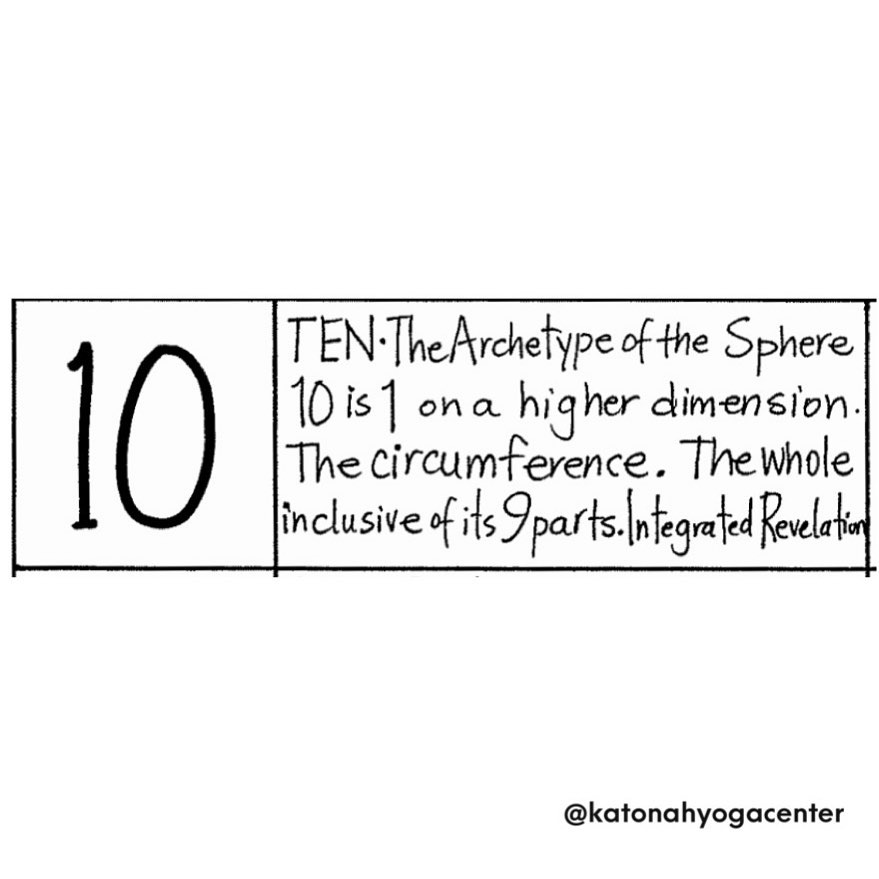 10
TEN·The Archetype of the Sphere
10 is 1 on a higher dimension.
The circumference. The whole
inclusive of its 9 parts. Integrated Revelation
@katonahyogacenter